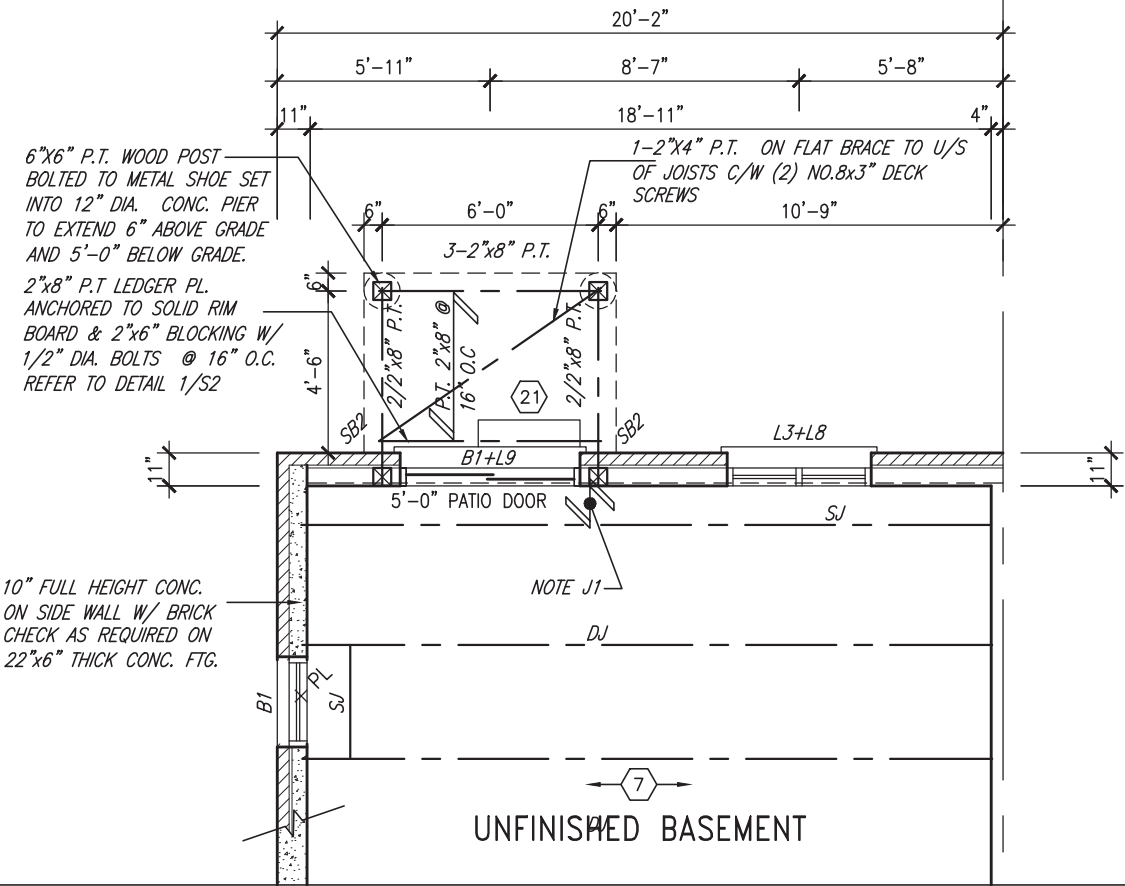 20'-2"
5'-11"
8'-7"
5'-8"
11"
18'-11"
4"
6"X6" P.T. WOOD POST
BOLTED TO METAL SHOE SET
INTO 12" DIA. CONC. PIER
TO EXTEND 6" ABOVE GRADE
AND 5'-0" BELOW GRADE.
1-2"X4" P.T. ON FLAT BRACE TO U/S
OF JOISTS C/W (2) NO.8x3" DECK
SCREWS
6"
6'-0"
6"
10'-9"
3-2"x8" P.T.
2"x8" P.T LEDGER PL.
ANCHORED TO SOLID RIM
BOARD & 2"x6" BLOCKING W/
1/2" DIA. BOLTS @ 16" O.C.
REFER TO DETAIL 1/S2
6"
4'-6"
2/2"x8" P.T.
P.T. 2"x8" @
16" O.C
2/2"x8" P.T.
21
SB2
SB2
L3+L8
11"
B1+L9
11"
5'-0" PATIO DOOR
SJ
NOTE J1
10" FULL HEIGHT CONC.
ON SIDE WALL W/ BRICK
CHECK AS REQUIRED ON
22"x6" THICK CONC. FTG.
DJ
B1
PL
SJ
7
UNFINISHED BASEMENT